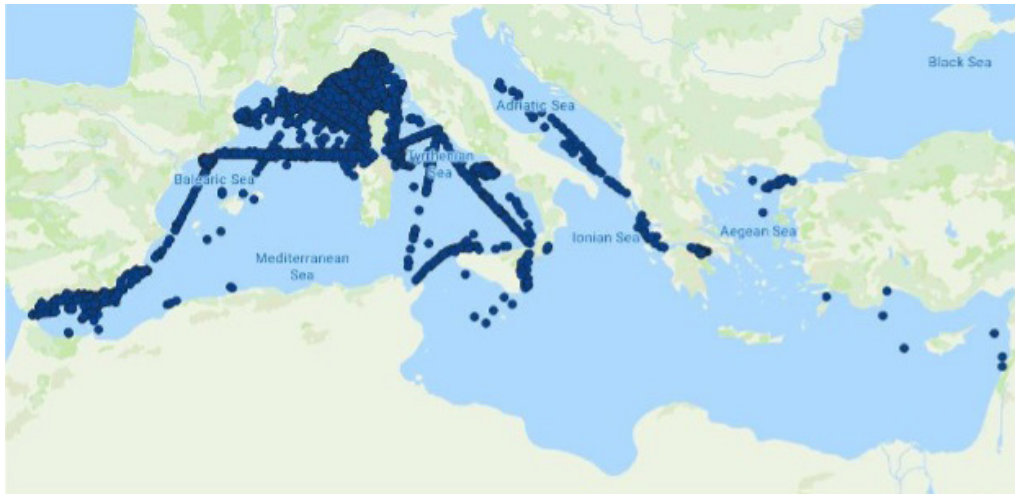 Black Sea
Adriatic Sea
Tyrrhenian
Sea
Balearic Sea
Aegean Sea
Ionian Sea
Mediterranean
Sea